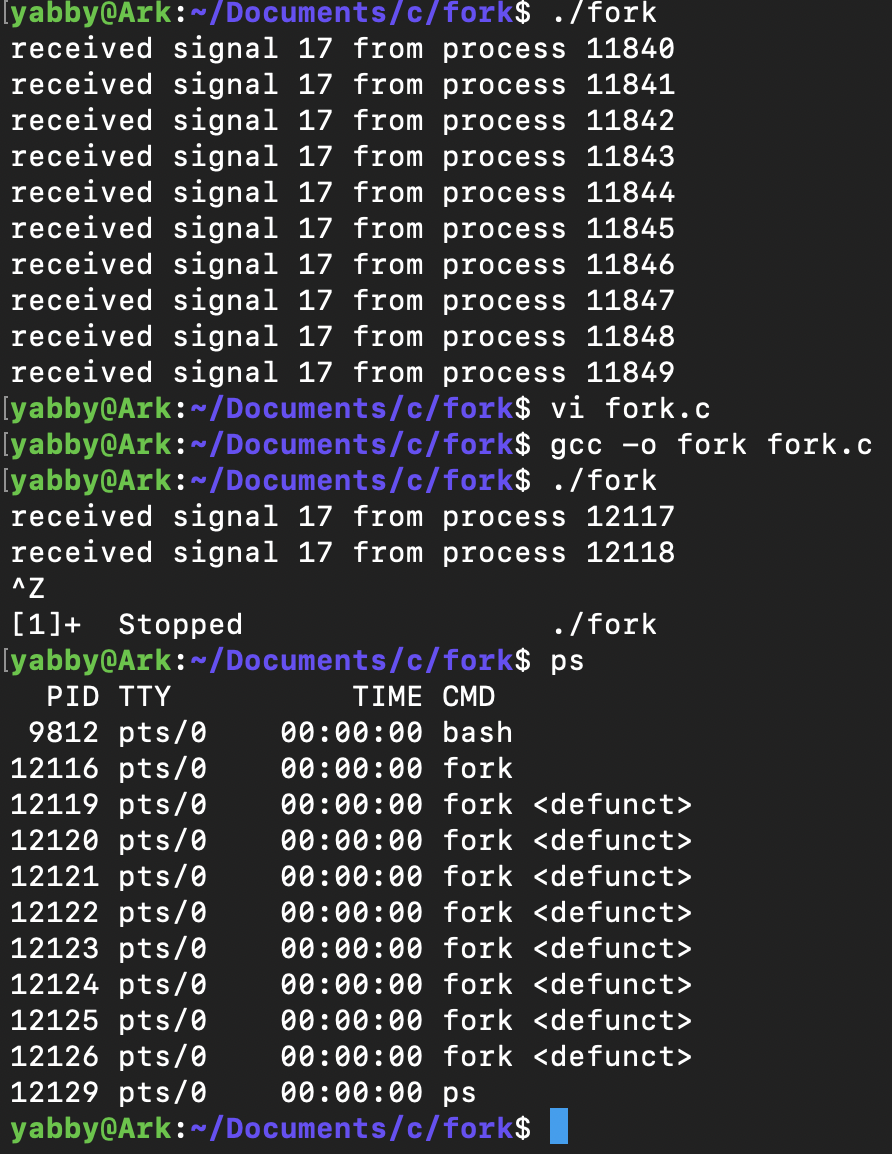 [yabby@Ark:~/Documents/c/fork$ ./fork
received signal 17 from process 11840
received signal 17 from process 11841
received signal 17 from process 11842
received signal 17 from process 11843
received signal 17 from process 11844
received signal 17 from process 11845
received signal 17 from process 11846
received signal 17 from process 11847
received signal 17 from process 11848
received signal 17 from process 11849
[yabby@Ark:~/Documents/c/fork$ vi fork.c
[yabby@Ark:~/Documents/c/fork$ gcc -o fork fork.c
[yabby@Ark:~/Documents/c/fork$ ./fork
received signal 17 from process 12117
received signal 17 from process 12118
^Z
[1]+  Stopped                 ./fork
[yabby@Ark:~/Documents/c/fork$ ps
  PID TTY          TIME CMD
 9812 pts/0    00:00:00 bash
12116 pts/0    00:00:00 fork
12119 pts/0    00:00:00 fork <defunct>
12120 pts/0    00:00:00 fork <defunct>
12121 pts/0    00:00:00 fork <defunct>
12122 pts/0    00:00:00 fork <defunct>
12123 pts/0    00:00:00 fork <defunct>
12124 pts/0    00:00:00 fork <defunct>
12125 pts/0    00:00:00 fork <defunct>
12126 pts/0    00:00:00 fork <defunct>
12129 pts/0    00:00:00 ps
yabby@Ark:~/Documents/c/fork$